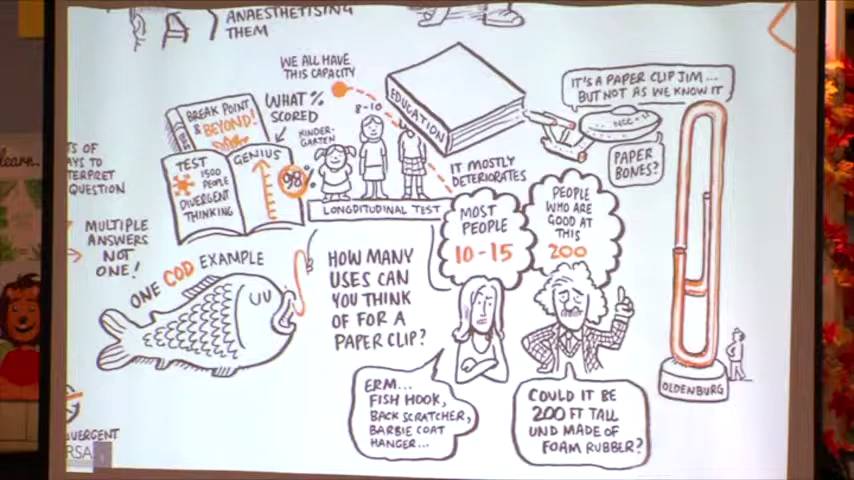 ANAESTHETISING
THEM
WE ALL HAVE
THIS CAPACITY
BREAK POINT
& BEYOND!
WHAT %
SCORED
KINDER-
GARTEN
8-10
EDUCATION
IT'S A PAPER CLIP JIM...
BUT NOT AS WE KNOW IT
NCC-11
PAPER
BONES?
learn.
TS OF
AYS TO
TERPRET
QUESTION
TEST
1500
PEOPLE
DIVERGENT
THINKING
GENIUS
98
LONGDITUDINAL TEST
IT MOSTLY
DETERIORATES
MOST
PEOPLE
10-15
PEOPLE
WHO ARE
GOOD AT
THIS
200
MULTIPLE
ANSWERS
NOT
ONE!
ONE COD EXAMPLE
HOW MANY
USES CAN
YOU THINK
OF FOR A
PAPER CLIP?
OLDENBURG
ERM...
FISH HOOK,
BACK SCRATCHER,
BARBIE COAT
HANGER...
COULD IT BE
200 FT TALL
UND MADE OF
FOAM RUBBER?
VERGENT
RSA